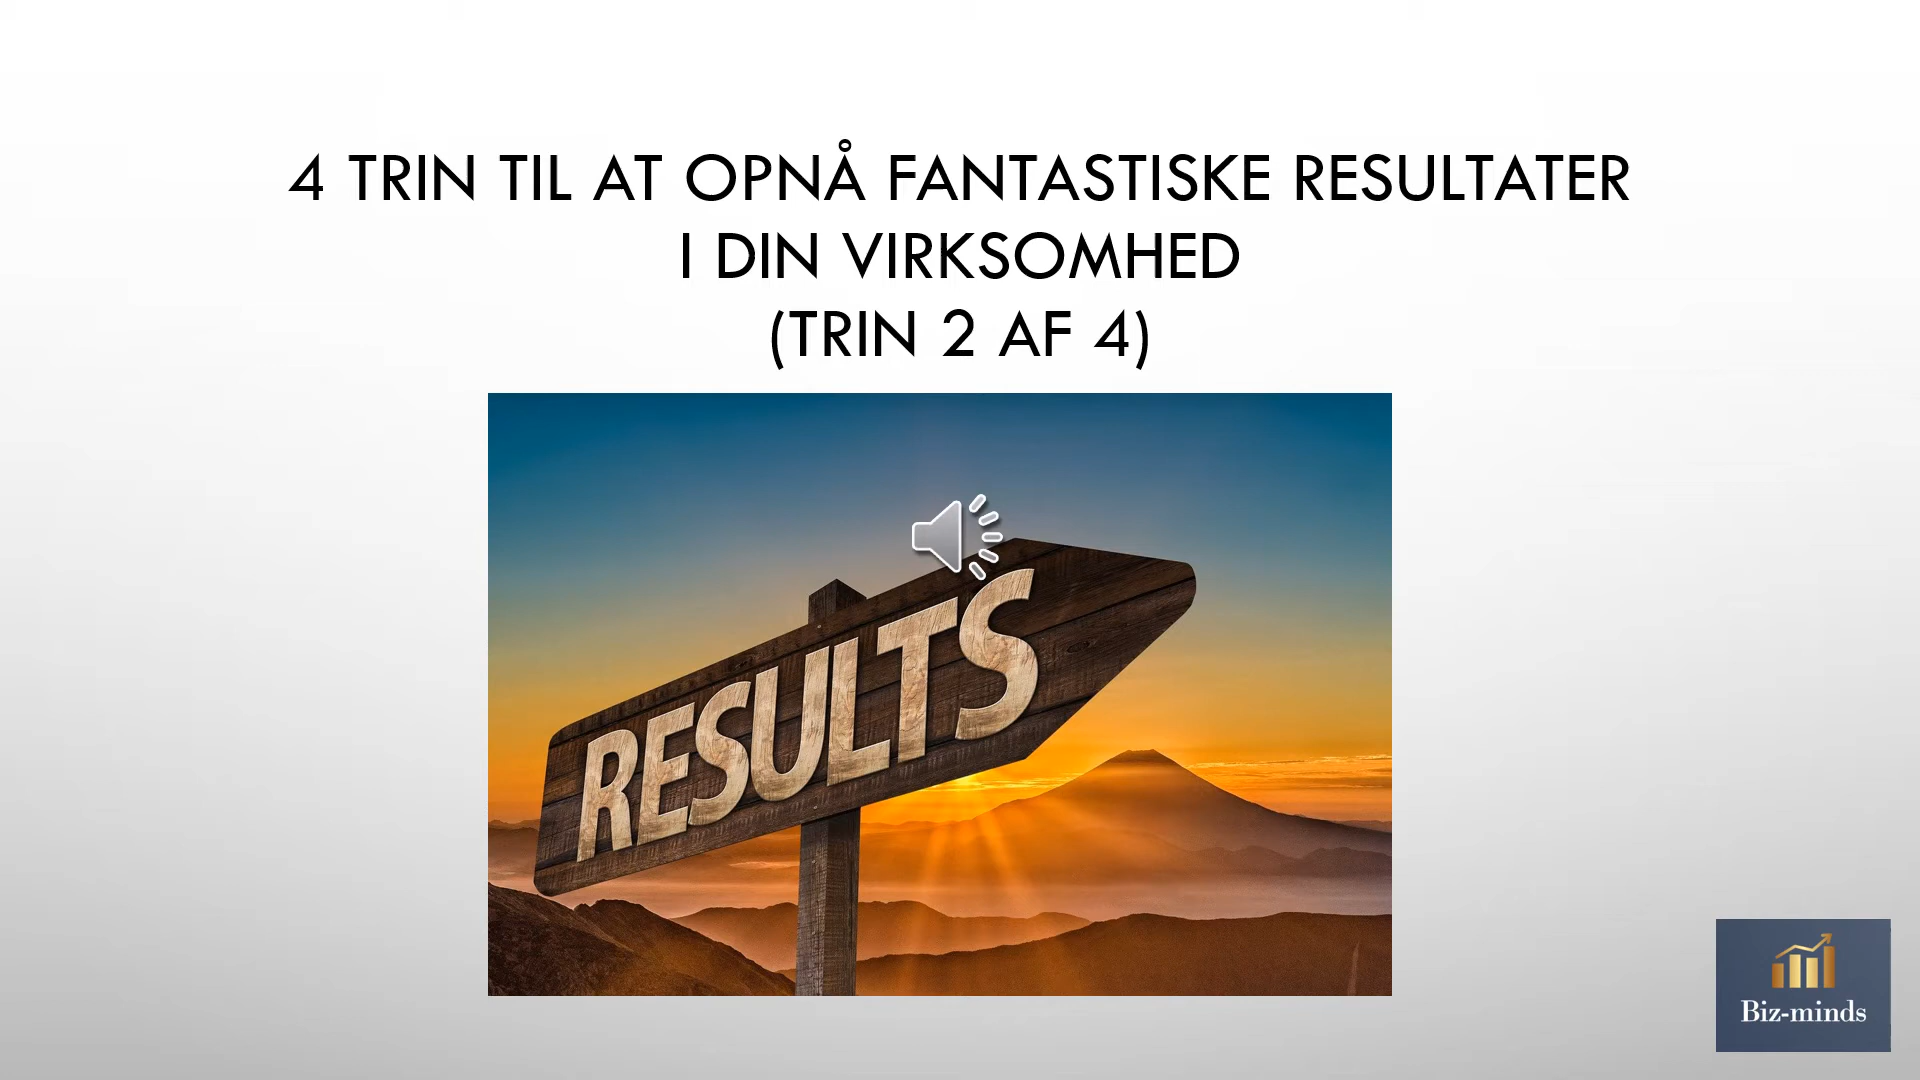 4 TRIN TIL AT OPNÅ FANTASTISKE RESULTATER
I DIN VIRKSOMHED
(TRIN 2 AF 4)
RESULTS
Biz-minds